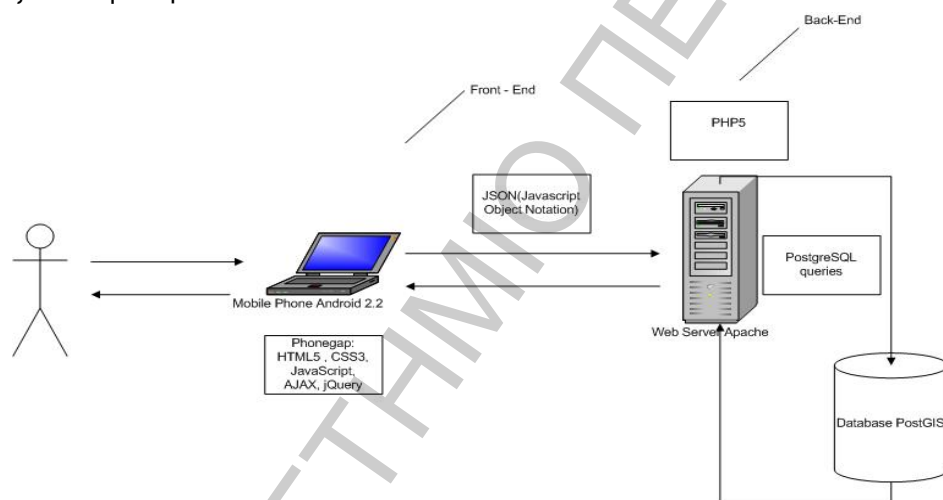 Back-End
Front - End
PHP5
JSON(Javascript
Object Notation)
PostgreSQL
queries
Mobile Phone Android 2.2
Web Server Apache
Phonegap:
HTML5 , CSS3,
JavaScript,
AJAX, jQuery
Database PostGIS